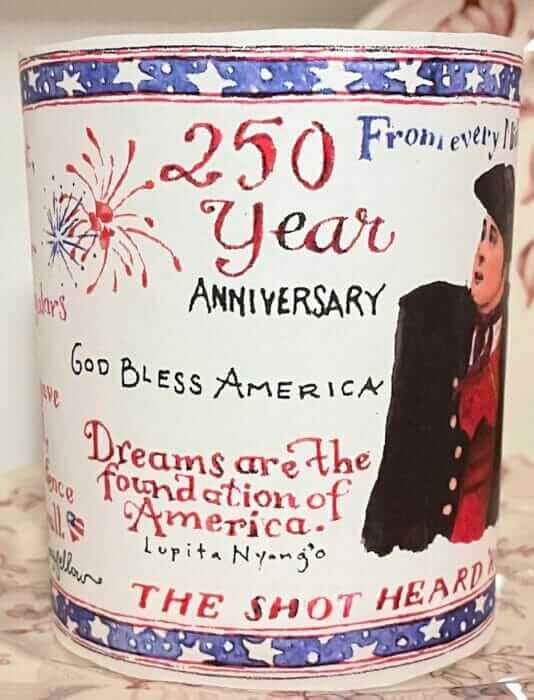 250
Year
ANNIVERSARY
From every
GOD BLESS AMERICA
Dreams are the
foundation of
America.
Lupita Nyong'o
THE SHOT HEARD